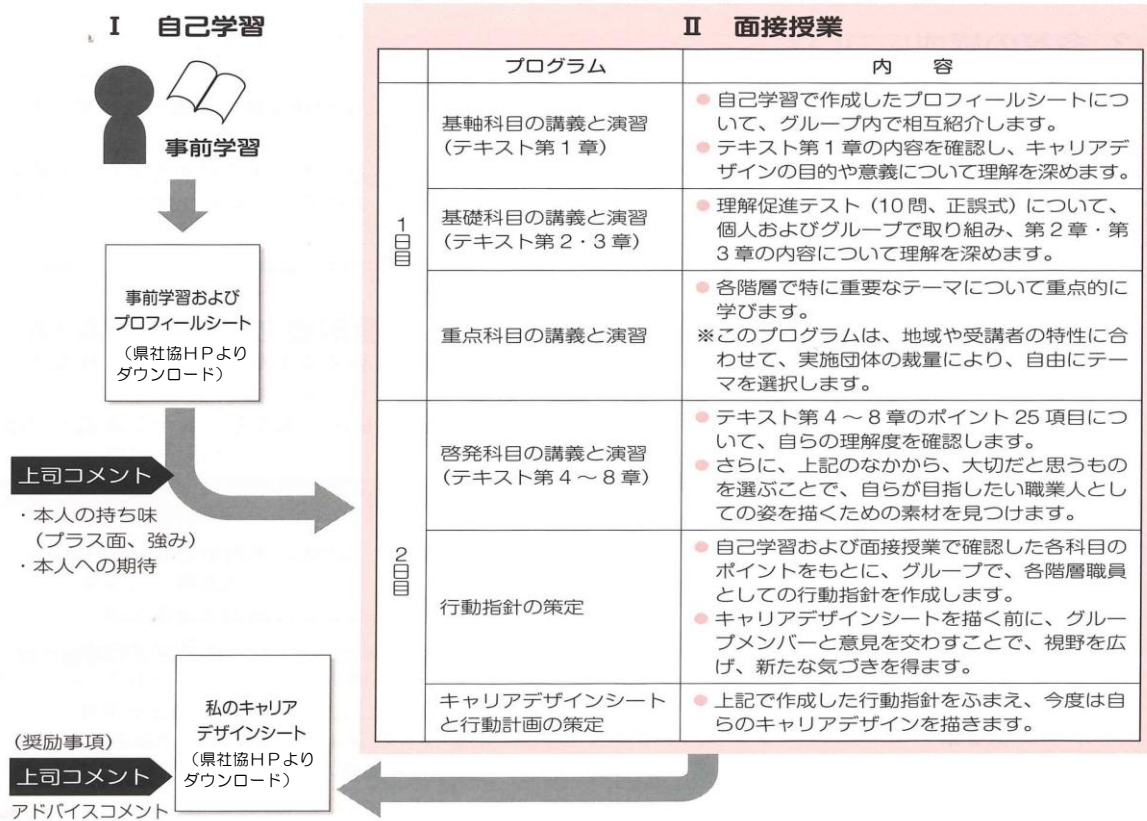 Ⅰ 自己学習
事前学習
事前学習および
プロフィールシート
（県社協ＨＰより
ダウンロード）
上司コメント
・本人の持ち味
（プラス面、強み）
・本人への期待
私のキャリア
デザインシート
（県社協ＨＰより
ダウンロード）
(奨励事項)
上司コメント
アドバイスコメント
Ⅱ 面接授業
プログラム
内 容
1日目
基軸科目の講義と演習
(テキスト第１章)
● 自己学習で作成したプロフィールシートにつ
いて、グループ内で相互紹介します。
● テキスト第１章の内容を確認し、キャリアデ
ザインの目的や意義について理解を深めます。
基礎科目の講義と演習
(テキスト第２・３章)
● 理解促進テスト（10問、正誤式）について、
個人およびグループで取り組み、第２章・第
３章の内容について理解を深めます。
重点科目の講義と演習
● 各階層で特に重要なテーマについて重点的に
学びます。
※このプログラムは、地域や受講者の特性に合
わせて、実施団体の裁量により、自由にテー
マを選択します。
2日目
啓発科目の講義と演習
(テキスト第４～８章)
● テキスト第４～８章のポイント 25 項目につ
いて、自らの理解度を確認します。
● さらに、上記のなかから、大切だと思うもの
を選ぶことで、自らが目指したい職業人とし
ての姿を描くための素材を見つけます。
行動指針の策定
● 自己学習および面接授業で確認した各科目の
ポイントをもとに、グループで、各階層職員
としての行動指針を作成します。
● キャリアデザインシートを描く前に、グルー
プメンバーと意見を交わすことで、視野を広
げ、新たな気づきを得ます。
キャリアデザインシート
と行動計画の策定
● 上記で作成した行動指針をふまえ、今度は自
らのキャリアデザインを描きます。